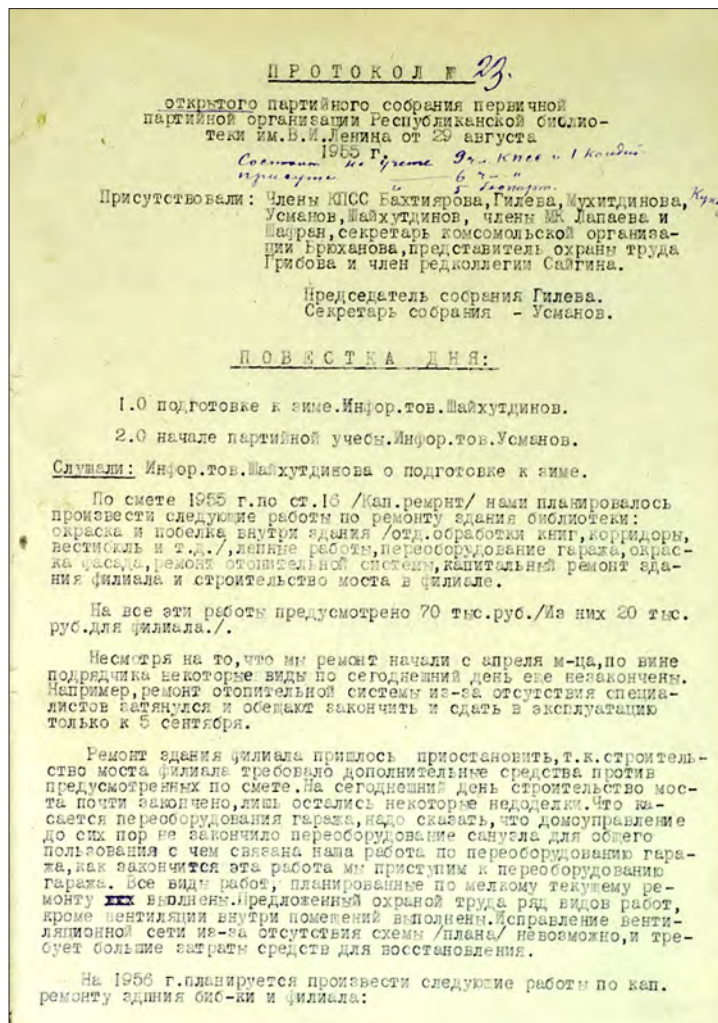 ПРОТОКОЛ № 23.
открытого партийного собрания первичной
партийной организации Республиканской библио-
теки им.В.И.Ленина от 29 августа
1955 г.
Состоит на учете 9 чл. КПСС и 1 кандид.
присутс. 6 чл. "
" 5 беспарт.
Присутствовали: Члены КПСС Бахтиярова,Гилева,Мухитдинова,
Усманов,Шайхутдинов, члены МК Лапаева и
Шафран,секретарь комсомольской организа-
ции Брюханова,представитель охраны труда
Грибова и член редколлегии Сайгина.
Председатель собрания Гилева.
Секретарь собрания - Усманов.
ПОВЕСТКА ДНЯ:
1.О подготовке к зиме.Инфор.тов.Шайхутдинов.
2.О начале партийной учебы.Инфор.тов.Усманов.
Слушали: Инфор.тов.Шайхутдинова о подготовке к зиме.
По смете 1955 г.по ст.16 /Кап.ремрнт/ нами планировалось
произвести следующие работы по ремонту здания библиотеки:
окраска и побелка внутри здания /отд.обработки книг,корридоры,
вестибюль и т.д./,лепные работы,переоборудование гаража,окрас-
ка фасада,ремонт отопительной системы,капитальный ремонт зда-
ния филиала и строительство моста в филиале.
На все эти работы предусмотрено 70 тыс.руб./Из них 20 тыс.
руб.для филиала./.
Несмотря на то,что мы ремонт начали с апреля м-ца,по вине
подрядчика некоторые виды по сегоднешний день еще незакончены.
Например,ремонт отопительной системы из-за отсутствия специа-
листов затянулся и обещают закончить и сдать в эксплуатацию
только к 5 сентября.
Ремонт здания филиала пришлось приостановить,т.к.строитель-
ство моста филиала требовало дополнительные средства против
предусмотренных по смете.На сегоднешний день строительство мос-
та почти закончено,лишь остались некоторые недоделки.Что ка-
сается переоборудования гаража,надо сказать,что домоуправление
до сих пор не закончило переоборудование санузла для общего
пользования с чем связана наша работа по переоборудованию гара-
жа,как закончится эта работа мы приступим к переоборудованию
гаража. Все виды работ, планированные по мелкому текущему ре-
монту ххх выполнены.Предложенный охраной труда ряд видов работ,
кроме вентиляции внутри помещений выполнены.Исправление венти-
ляционной сети из-за отсутствия схемы /плана/ невозможно,и тре-
бует большие затраты средств для восстановления.
На 1956 г.планируется произвести следующие работы по кап.
ремонту здпния биб-ки и филиала: